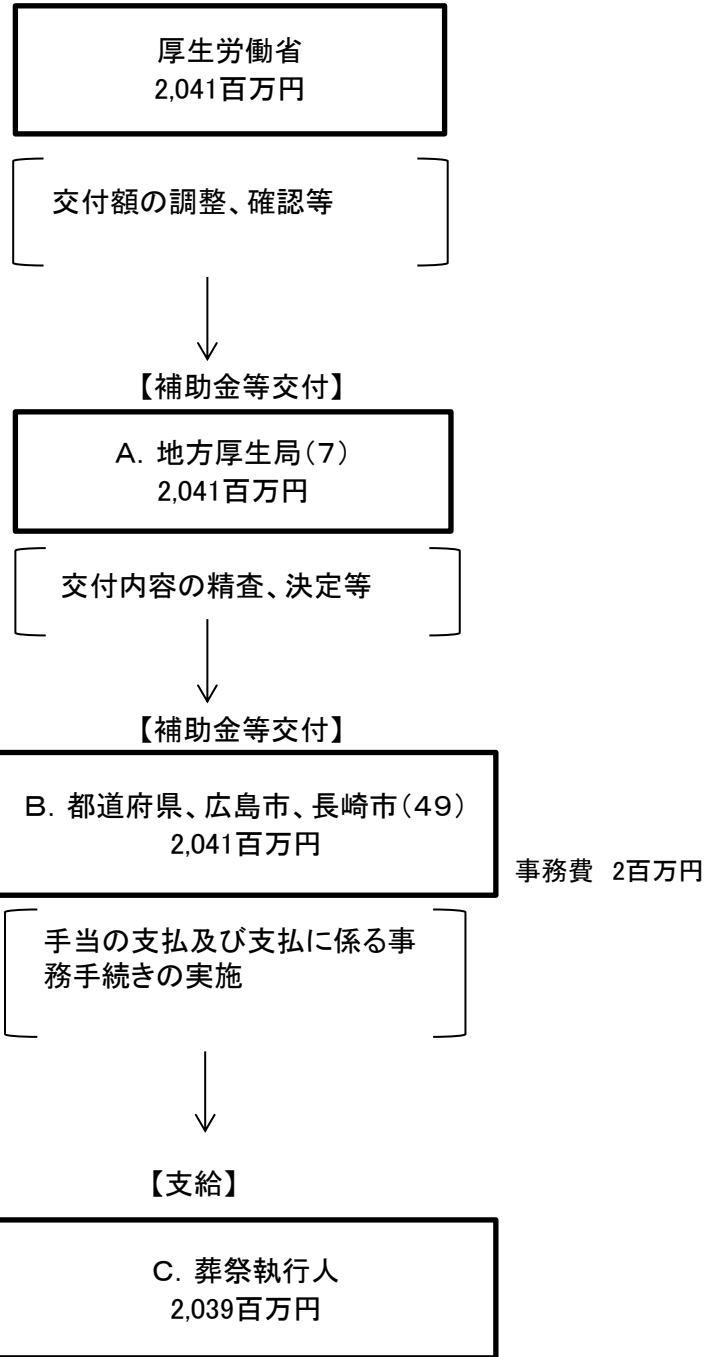 厚生労働省
2,041百万円
交付額の調整、確認等
【補助金等交付】
A. 地方厚生局(7)
2,041百万円
交付内容の精査、決定等
【補助金等交付】
B. 都道府県、広島市、長崎市(49)
2,041百万円
事務費 2百万円
手当の支払及び支払に係る事
務手続きの実施
【支給】
C. 葬祭執行人
2,039百万円